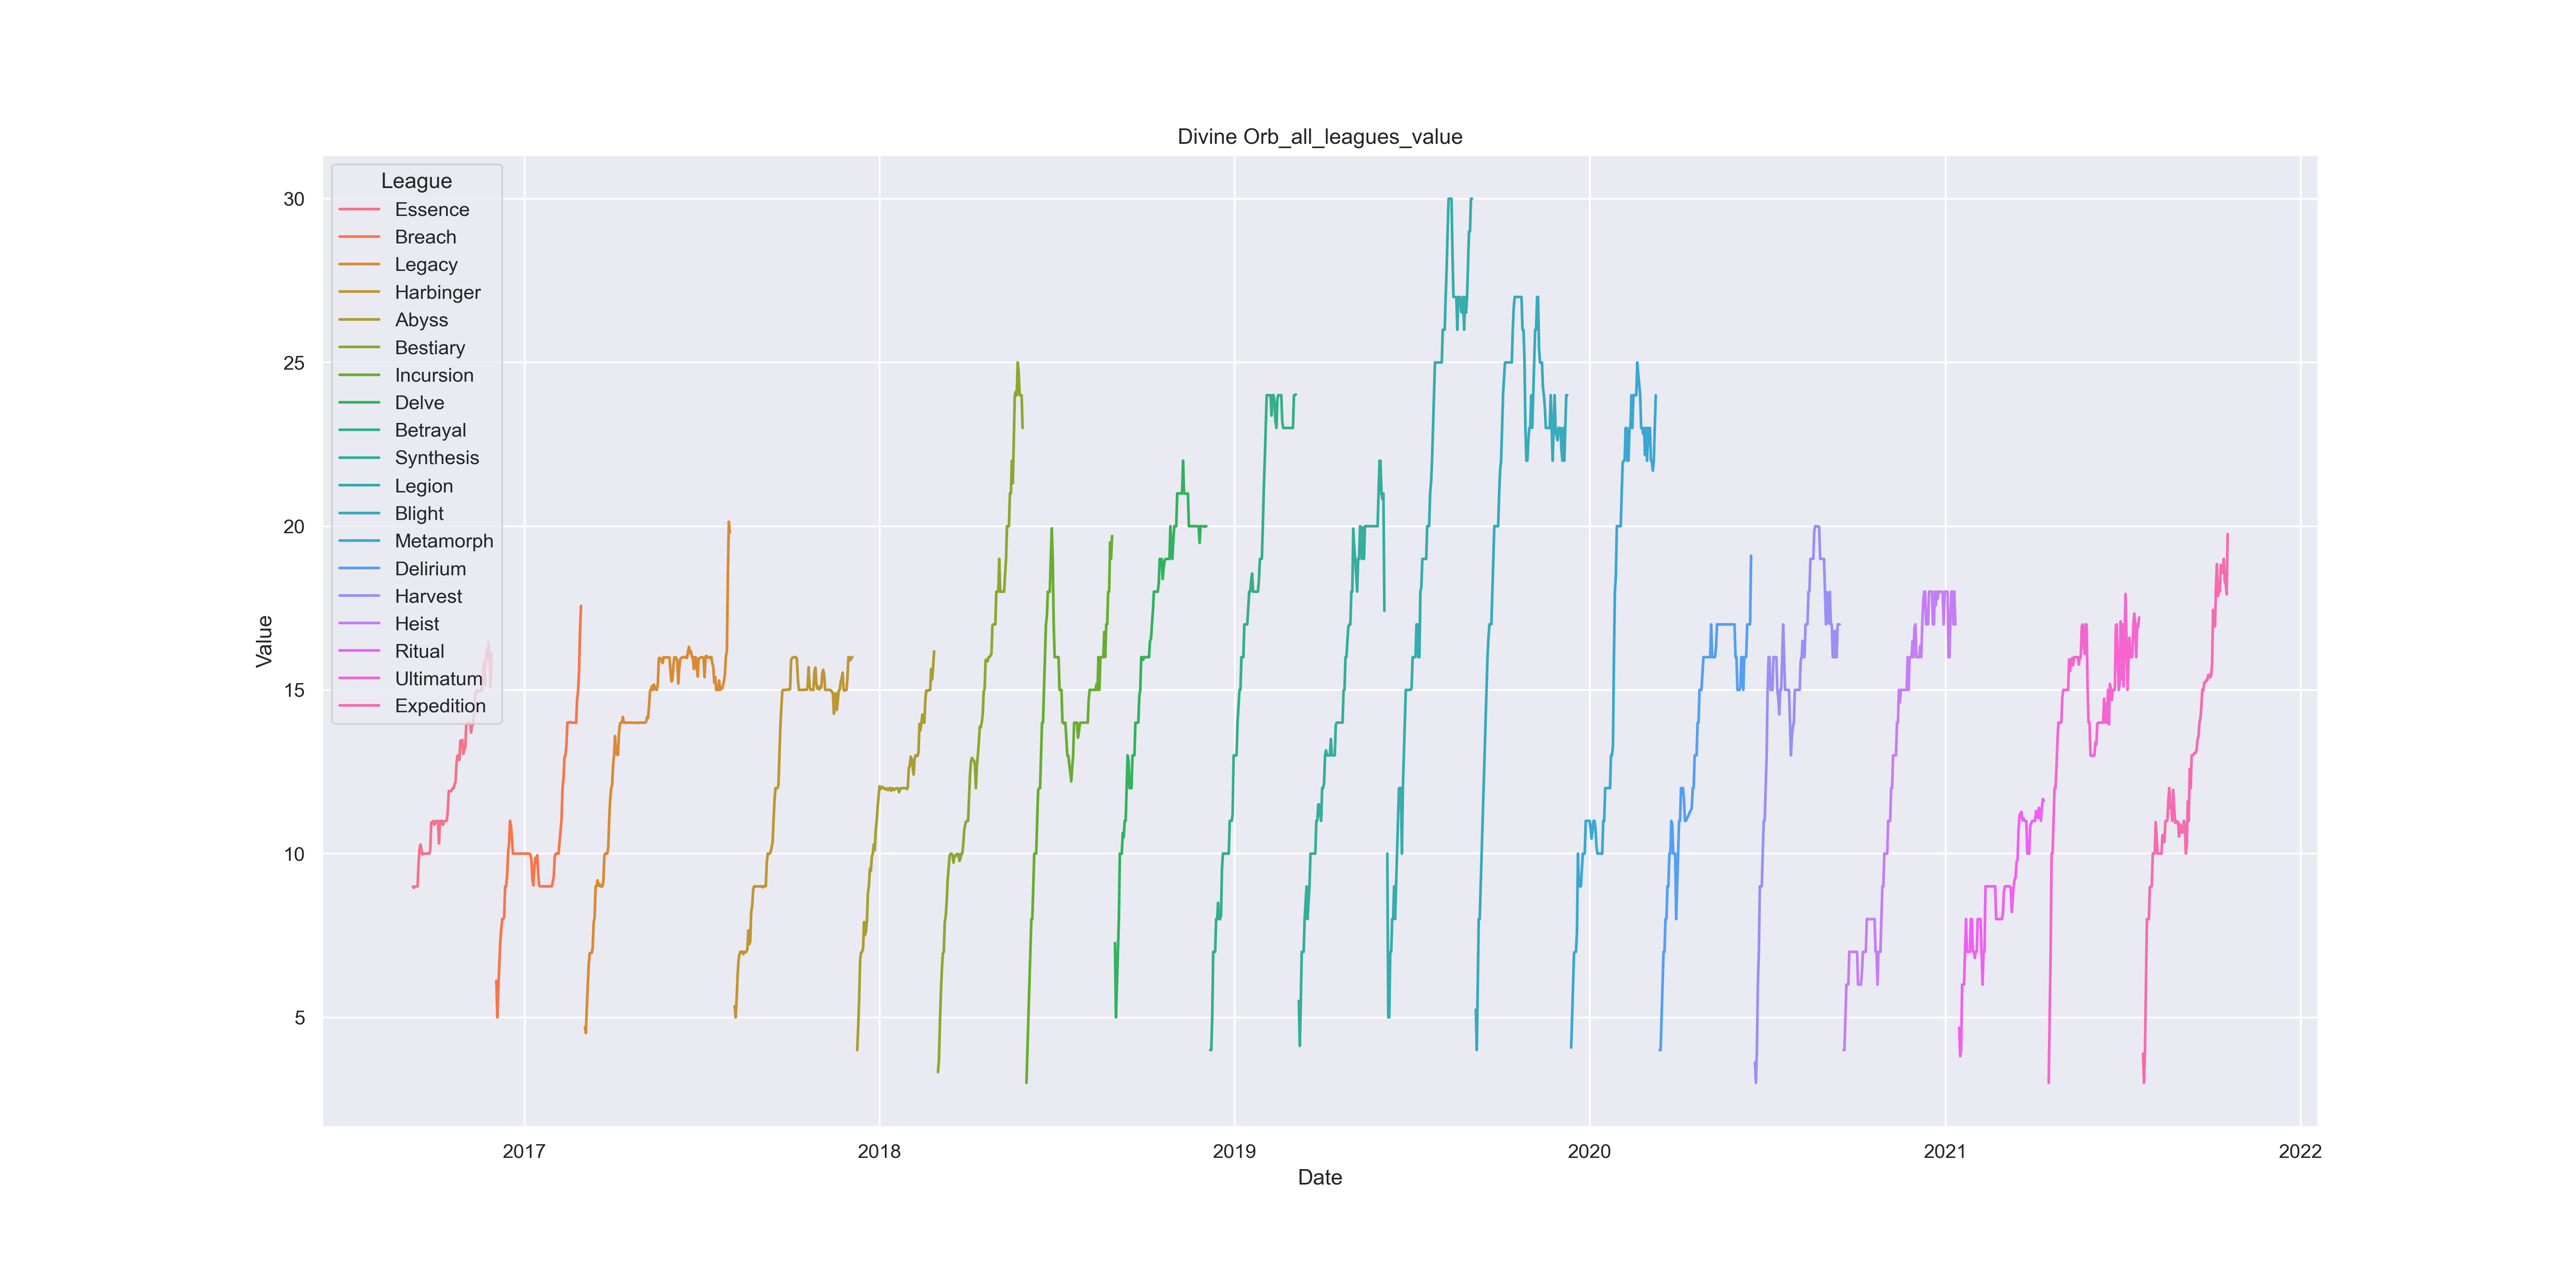 Divine Orb_all_leagues_value
League
Essence
Breach
Legacy
Harbinger
Abyss
Bestiary
Incursion
Delve
Betrayal
Synthesis
Legion
Blight
Metamorph
Delirium
Harvest
Heist
Ritual
Ultimatum
Expedition
Value
30
25
20
15
10
5
2017
2018
2019
2020
2021
2022
Date